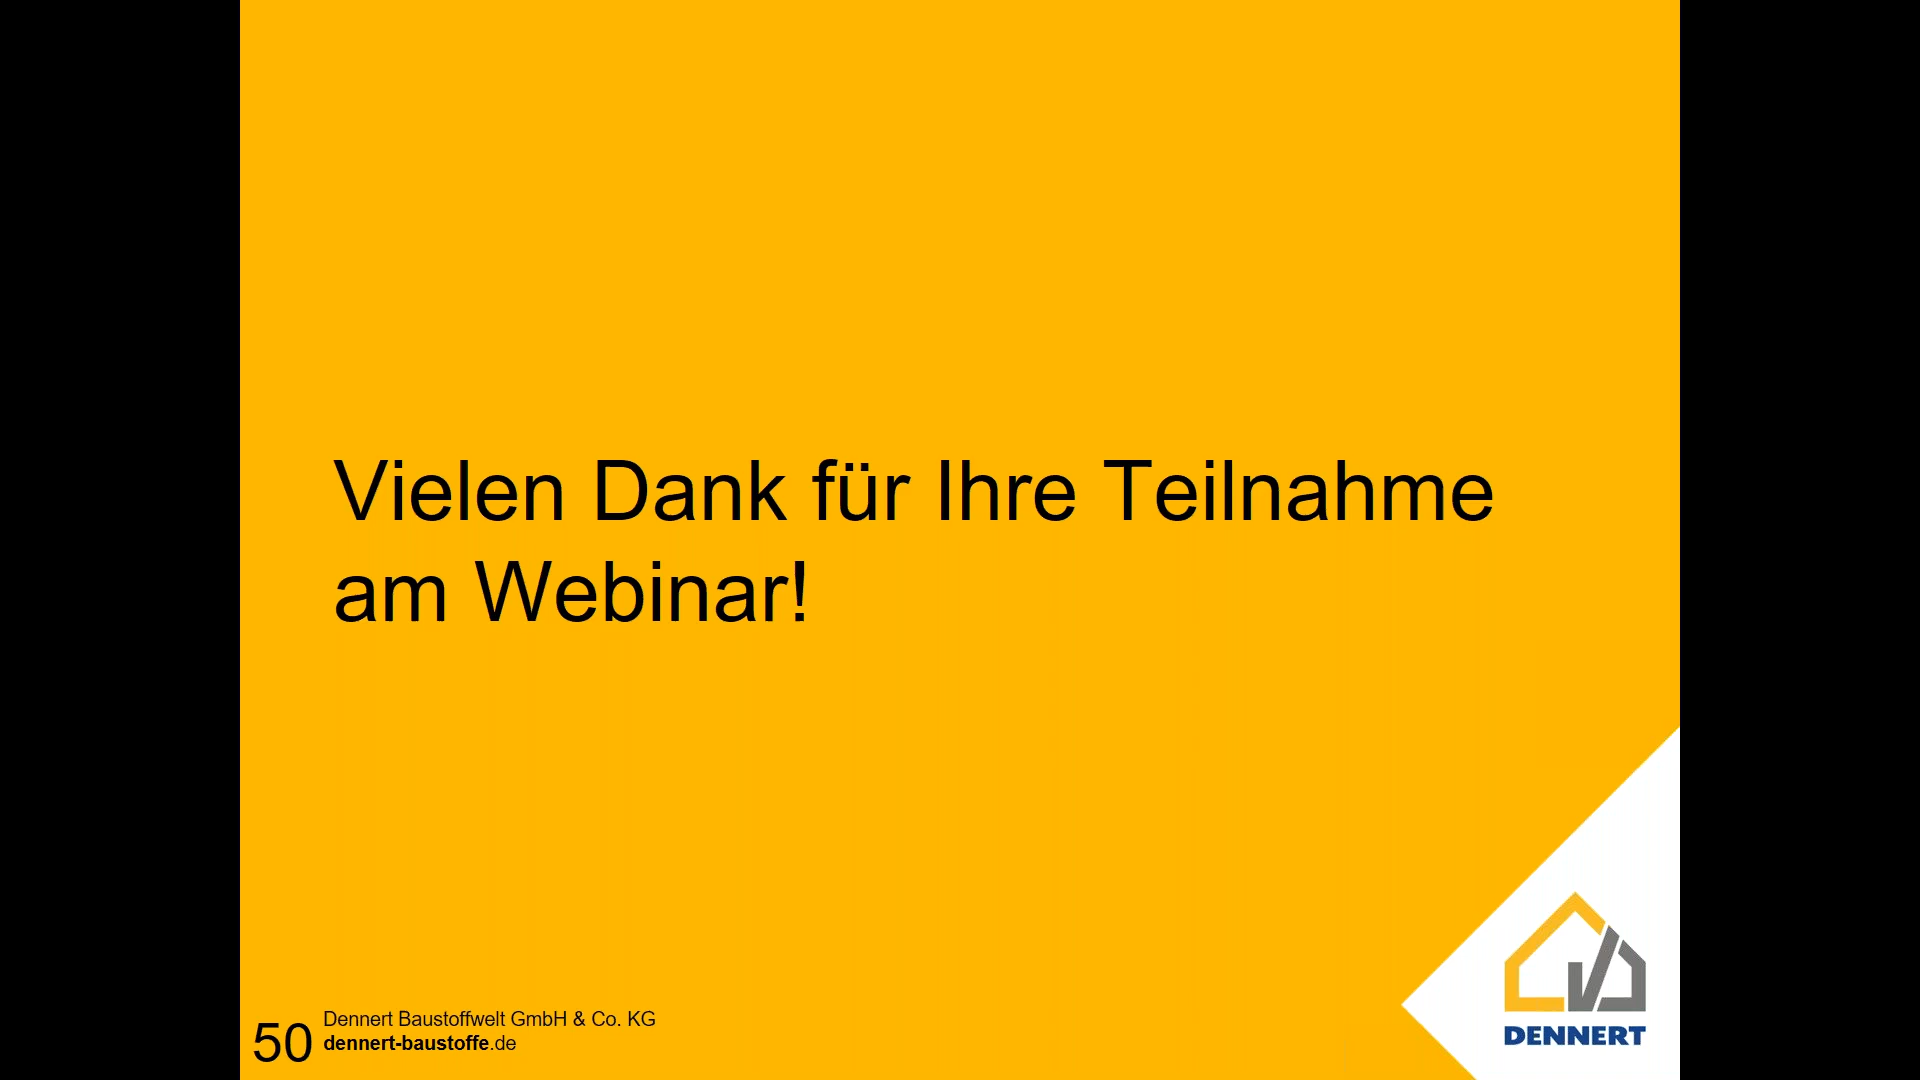 Vielen Dank für Ihre Teilnahme
am Webinar!
50
Dennert Baustoffwelt GmbH & Co. KG
dennert-baustoffe.de
DENNERT